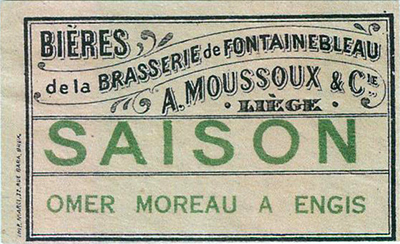 BIÈRES
de la BRASSERIE de FONTAINEBLEAU
A. MOUSSOUX & Cie
· LIÈGE ·
SAISON
OMER MOREAU A ENGIS